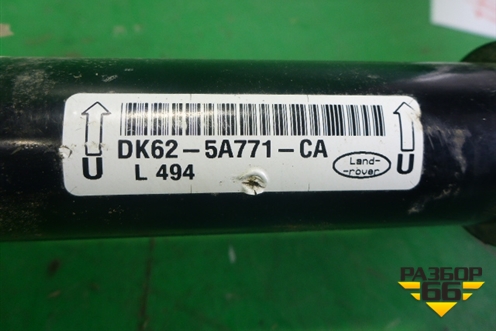 DK62-5A771-CA
L 494
U
U
Land-
-rover
РАЗБОР
66